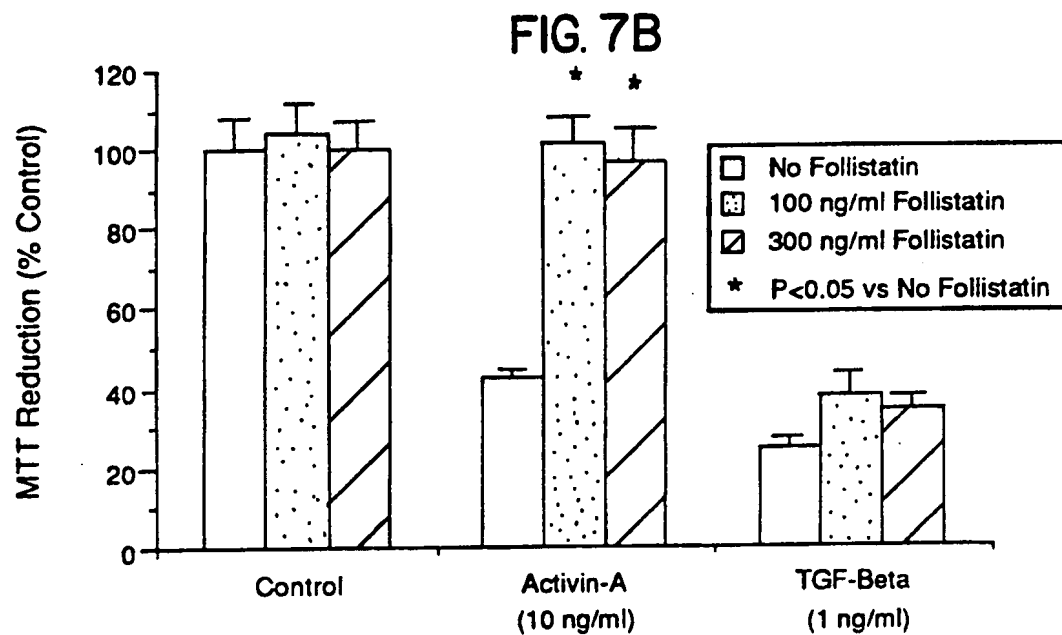 FIG. 7B
MTT Reduction (% Control)
120
100
80
60
40
20
0
* *
No Follistatin
100 ng/ml Follistatin
300 ng/ml Follistatin
* P<0.05 vs No Follistatin
Control
Activin-A
(10 ng/ml)
TGF-Beta
(1 ng/ml)